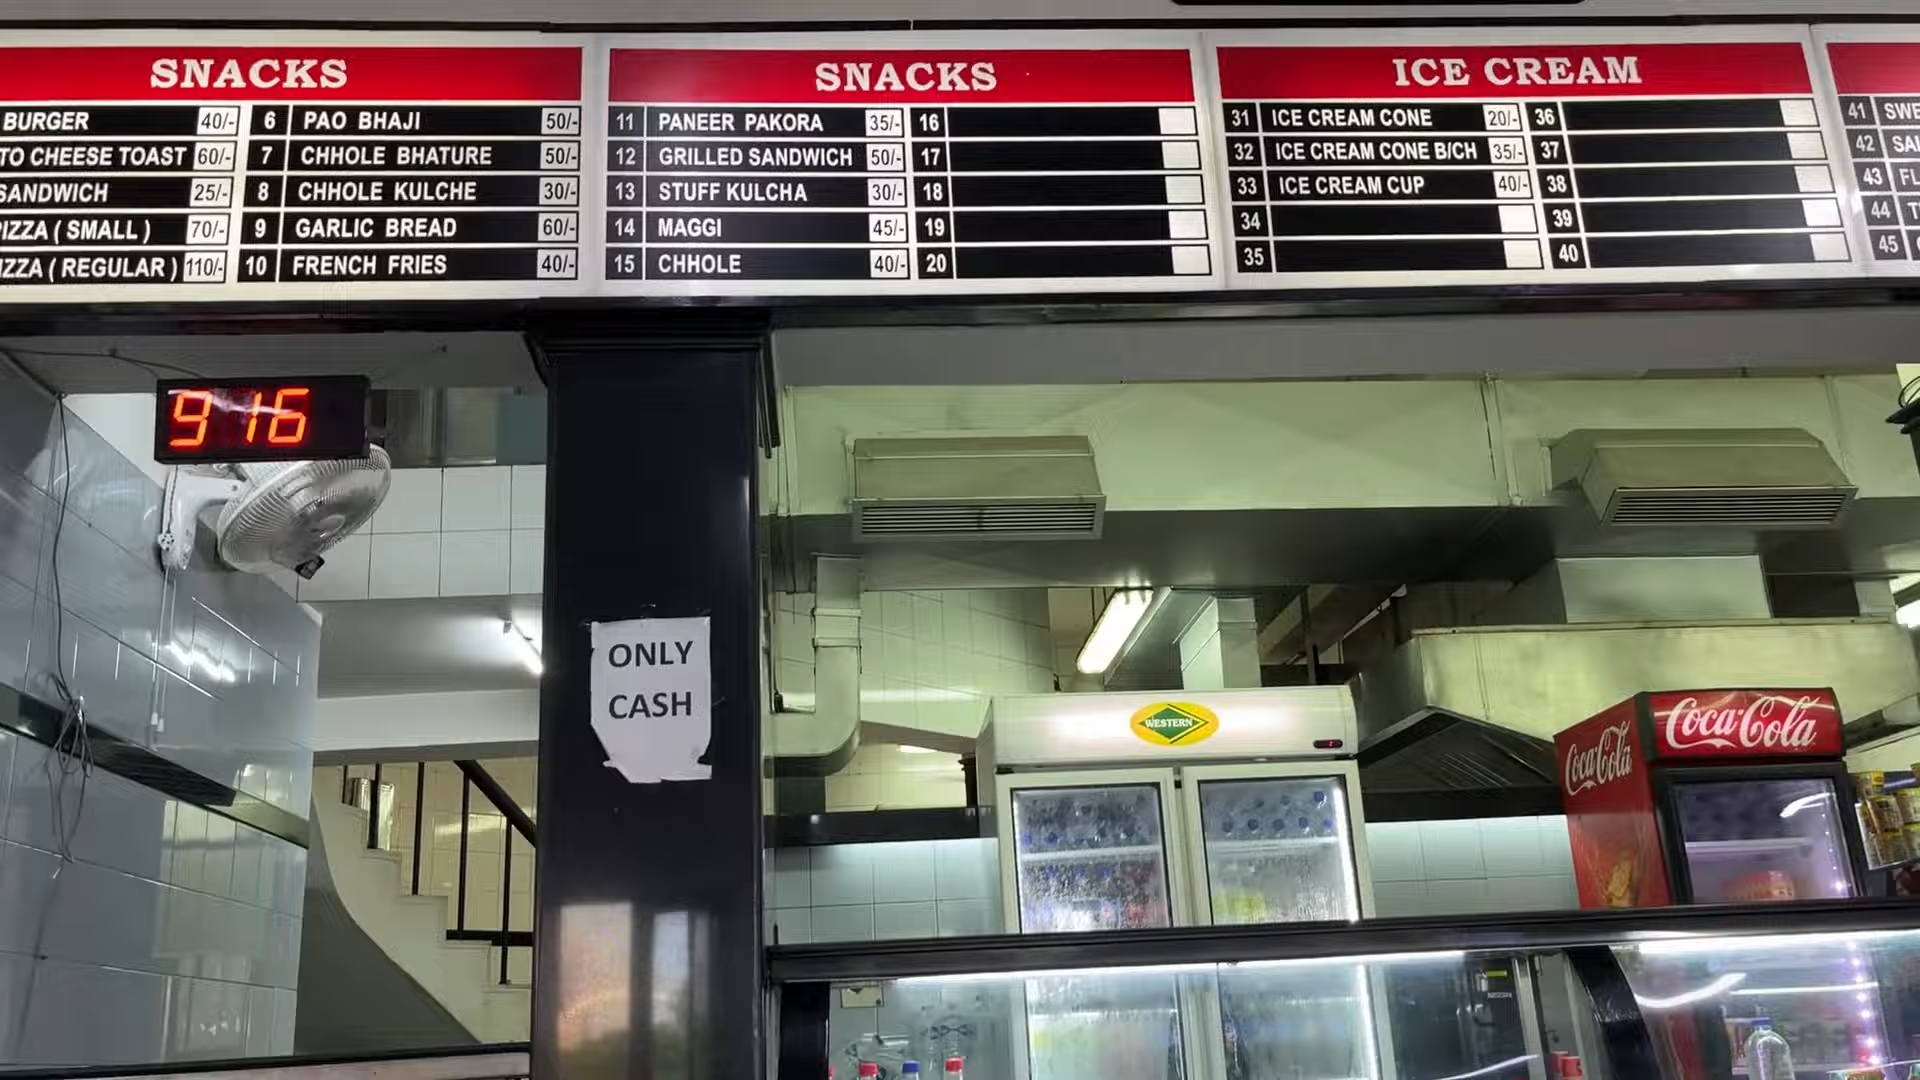 SNACKS
BURGER 40/-
TO CHEESE TOAST 60/-
SANDWICH 25/-
PIZZA ( SMALL ) 70/-
IZZA ( REGULAR ) 110/-
6 PAO BHAJI 50/-
7 CHHOLE BHATURE 50/-
8 CHHOLE KULCHE 30/-
9 GARLIC BREAD 60/-
10 FRENCH FRIES 40/-
SNACKS
11 PANEER PAKORA 35/-
12 GRILLED SANDWICH 50/-
13 STUFF KULCHA 30/-
14 MAGGI 45/-
15 CHHOLE 40/-
16
17
18
19
20
ICE CREAM
31 ICE CREAM CONE 20/-
32 ICE CREAM CONE B/CH 35/-
33 ICE CREAM CUP 40/-
34
35
36
37
38
39
40
41 SWE
42 SAL
43 FL
44 T
45
916
ONLY
CASH
WESTERN
Coca-Cola
Coca-Cola